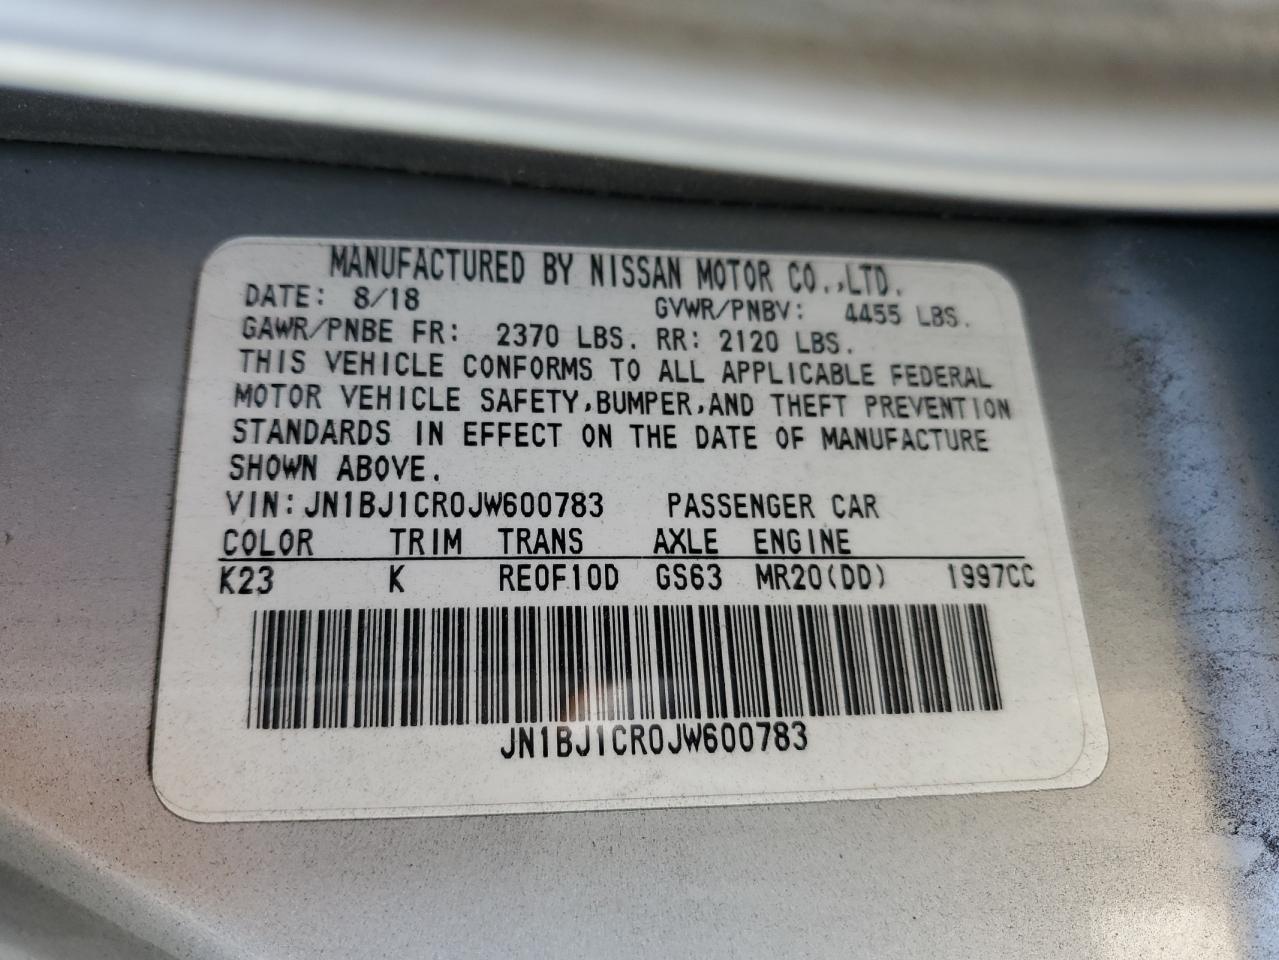 MANUFACTURED BY NISSAN MOTOR CO.,LTD.
DATE: 8/18 GVWR/PNBV: 4455 LBS.
GAWR/PNBE FR: 2370 LBS. RR: 2120 LBS.
THIS VEHICLE CONFORMS TO ALL APPLICABLE FEDERAL
MOTOR VEHICLE SAFETY,BUMPER,AND THEFT PREVENTION
STANDARDS IN EFFECT ON THE DATE OF MANUFACTURE
SHOWN ABOVE.
VIN:JN1BJ1CR0JW600783 PASSENGER CAR
COLOR TRIM TRANS AXLE ENGINE
K23 K RE0F10D GS63 MR20(DD) 1997CC
JN1BJ1CR0JW600783